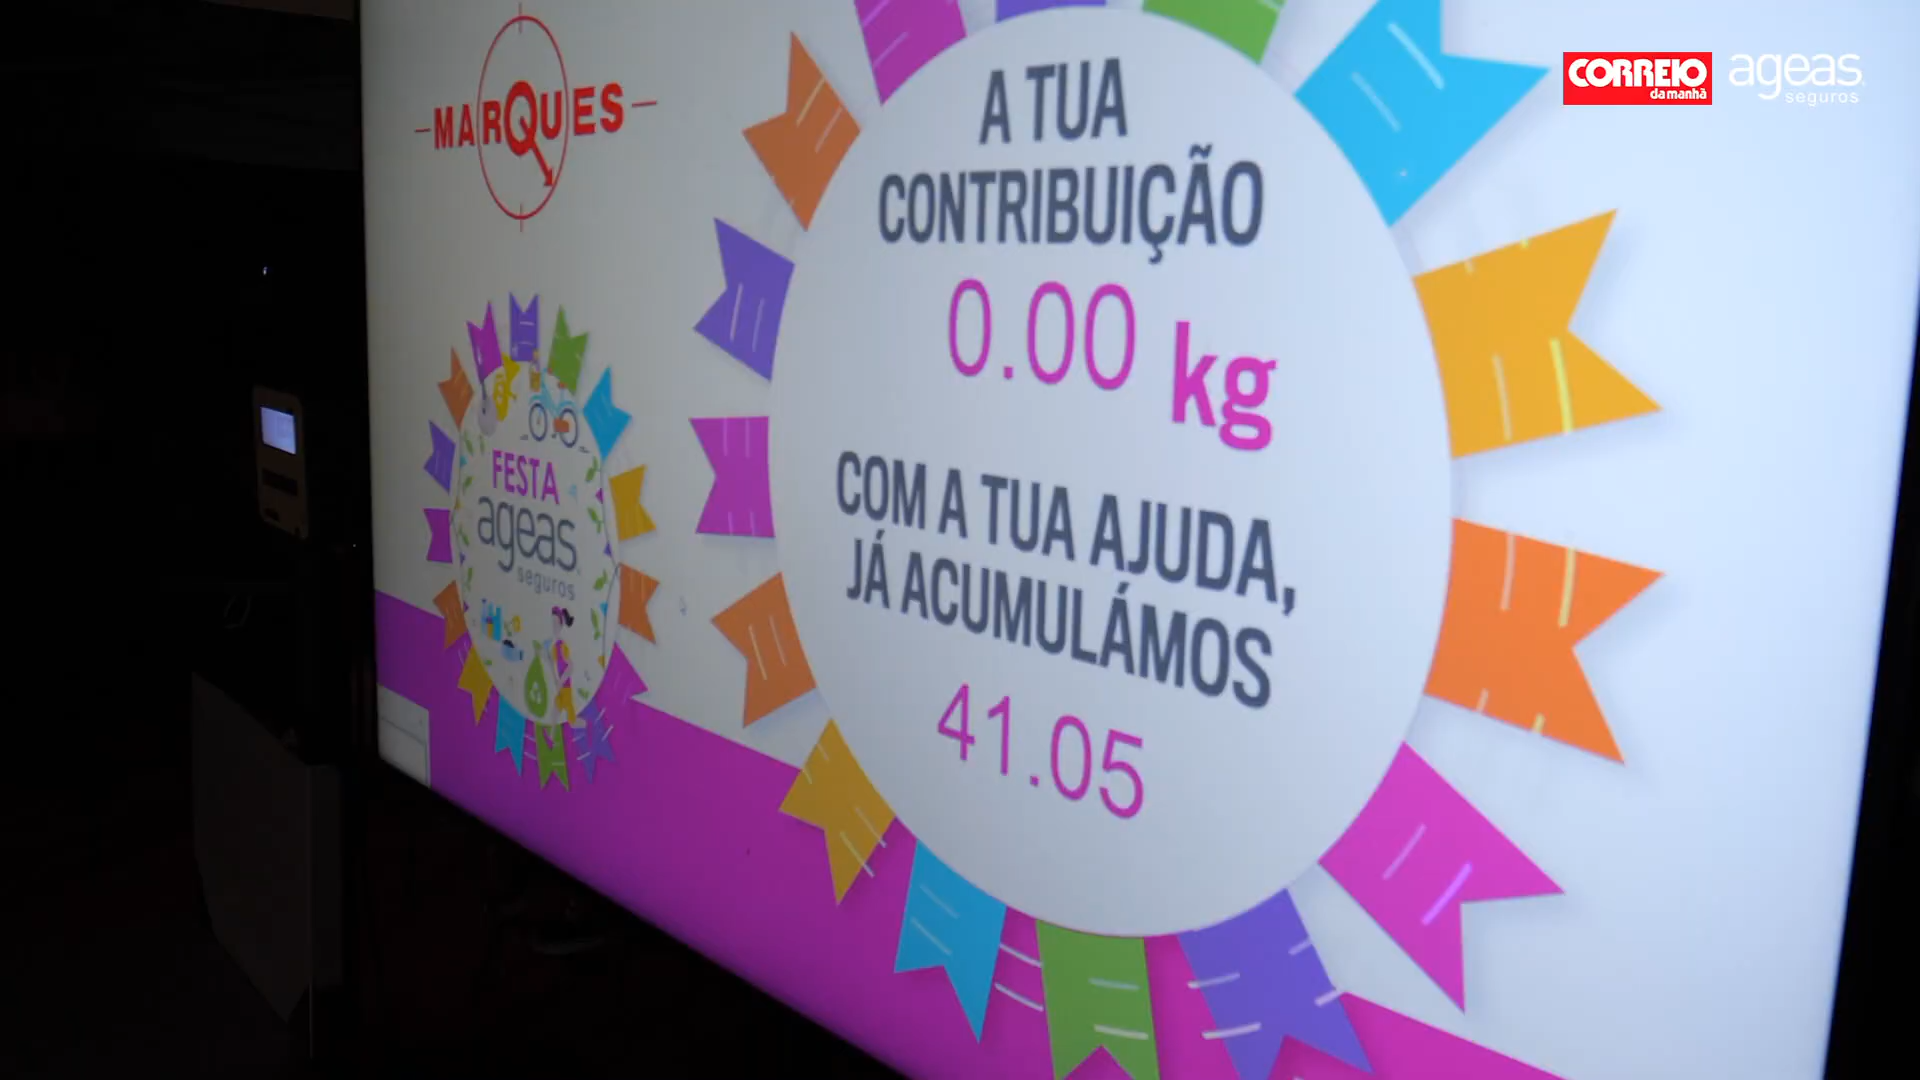 MARQUES
A TUA
CONTRIBUIÇÃO
0.00 kg
COM A TUA AJUDA,
JÁ ACUMULÁMOS
41.05
FESTA
ageas
seguros
CORREIO
da manhã
ageas
seguros